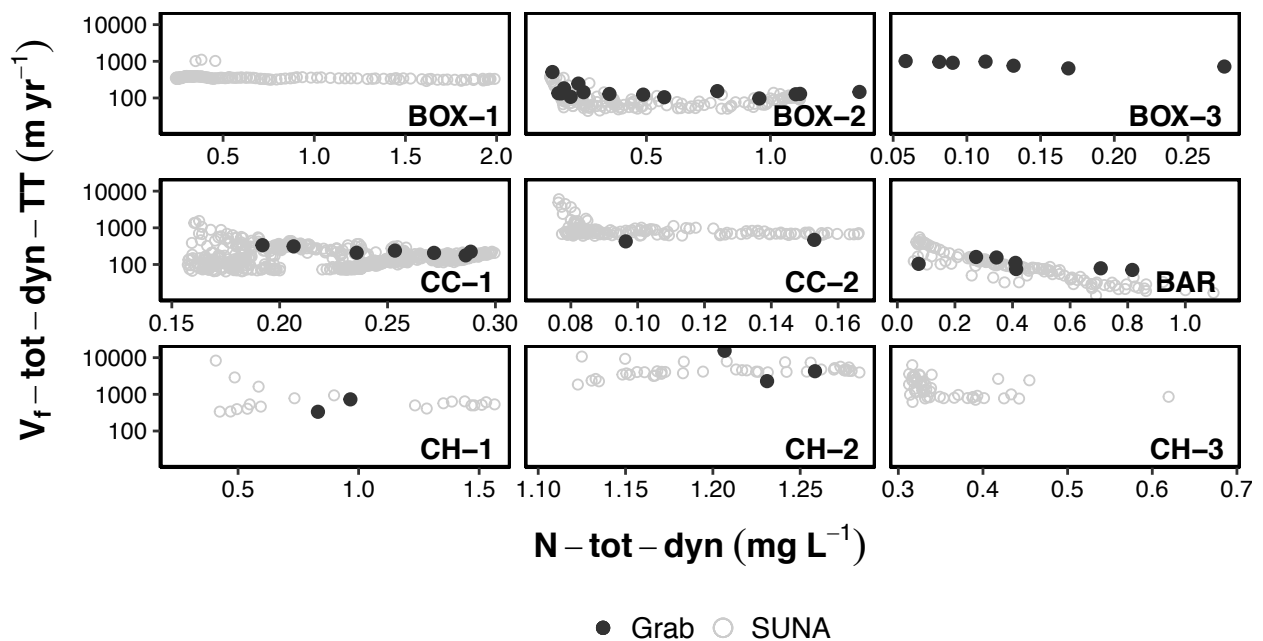 V_f – tot – dyn – TT (m yr⁻¹)
10000
1000
100
BOX–1
BOX–2
BOX–3
0.5 1.0 1.5 2.0
0.5 1.0
0.05 0.10 0.15 0.20 0.25
10000
1000
100
CC–1
CC–2
BAR
0.15 0.20 0.25 0.30
0.08 0.10 0.12 0.14 0.16
0.0 0.2 0.4 0.6 0.8 1.0
10000
1000
100
CH–1
CH–2
CH–3
0.5 1.0 1.5
1.10 1.15 1.20 1.25
0.3 0.4 0.5 0.6 0.7
N – tot – dyn (mg L⁻¹)
Grab SUNA